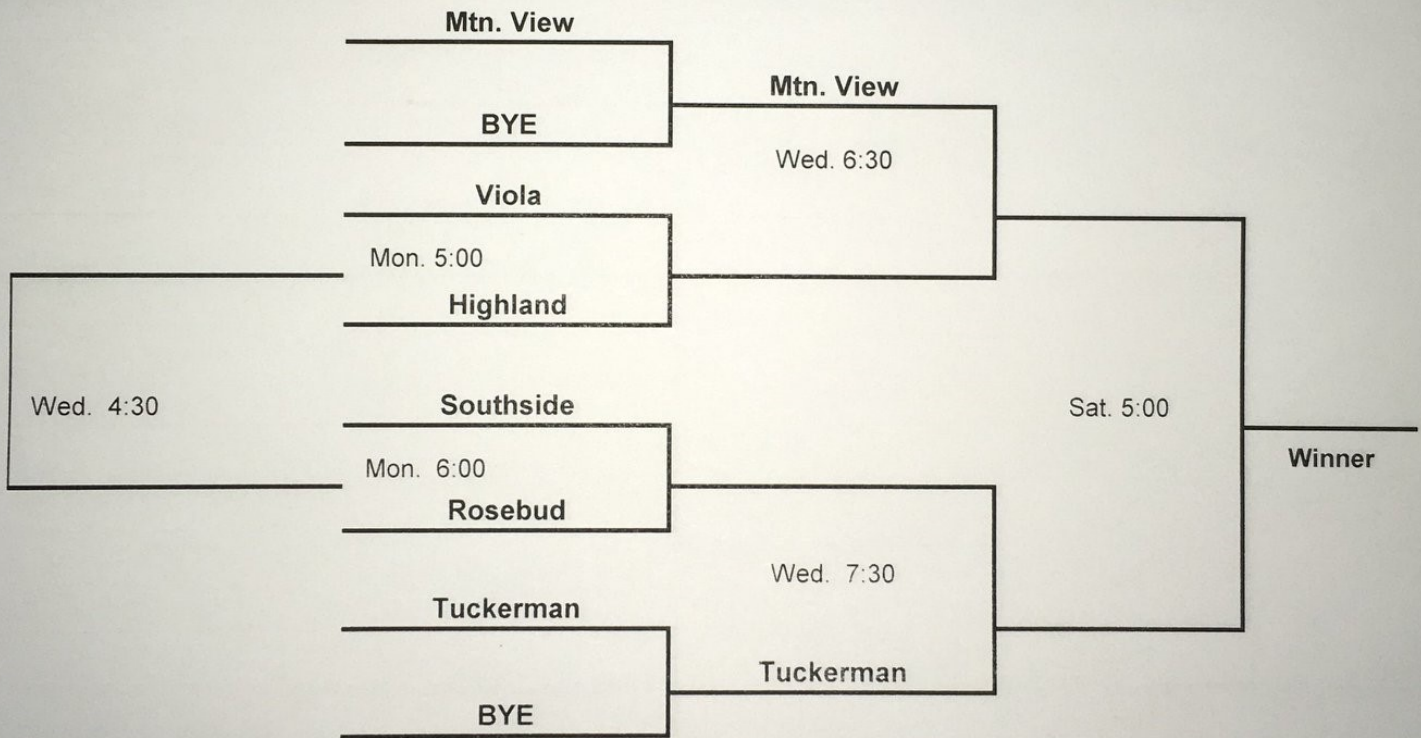 Mtn. View
Mtn. View
BYE
Wed. 6:30
Viola
Mon. 5:00
Highland
Wed. 4:30
Southside
Sat. 5:00
Mon. 6:00
Winner
Rosebud
Wed. 7:30
Tuckerman
Tuckerman
BYE